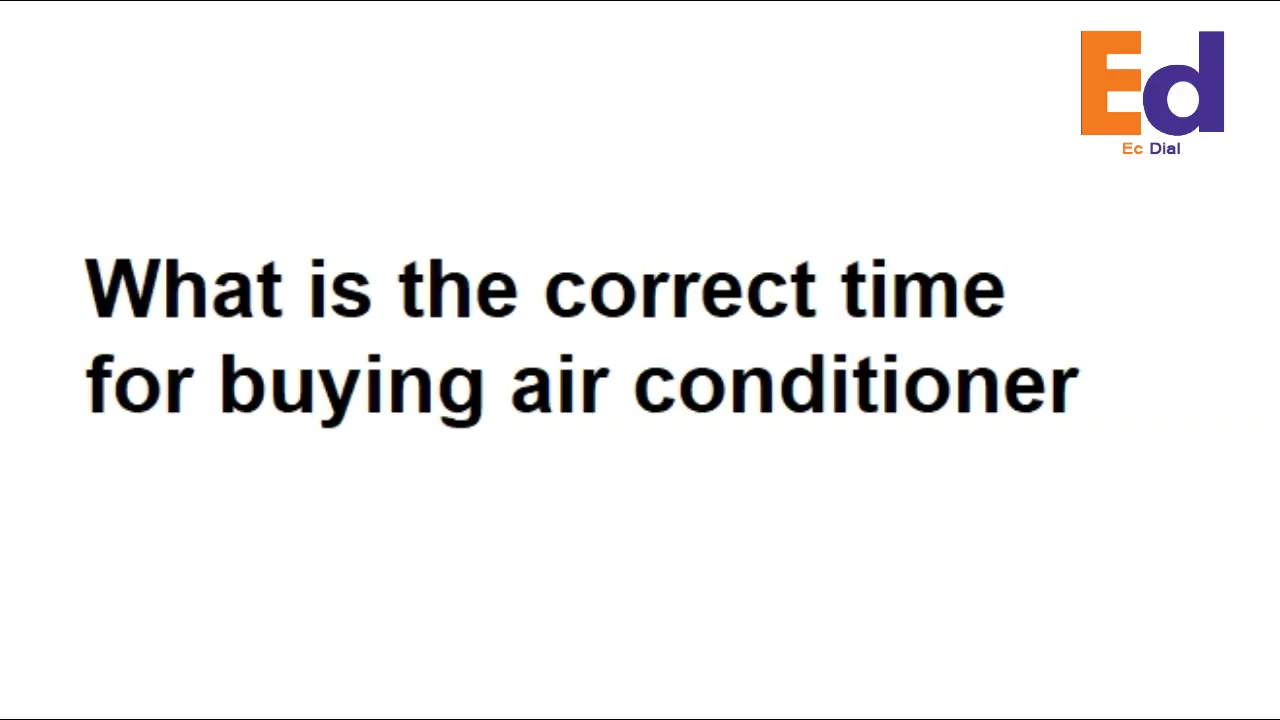 Ed
Ec Dial
What is the correct time
for buying air conditioner